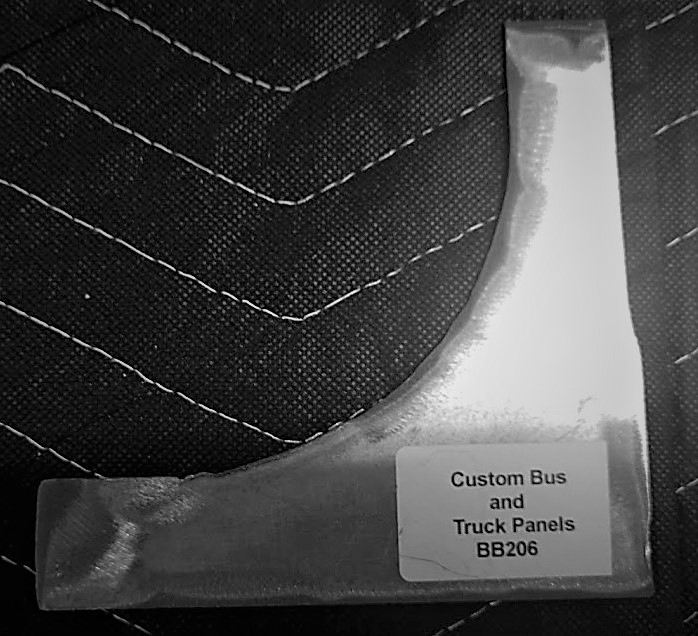 Custom Bus
and
Truck Panels
BB206